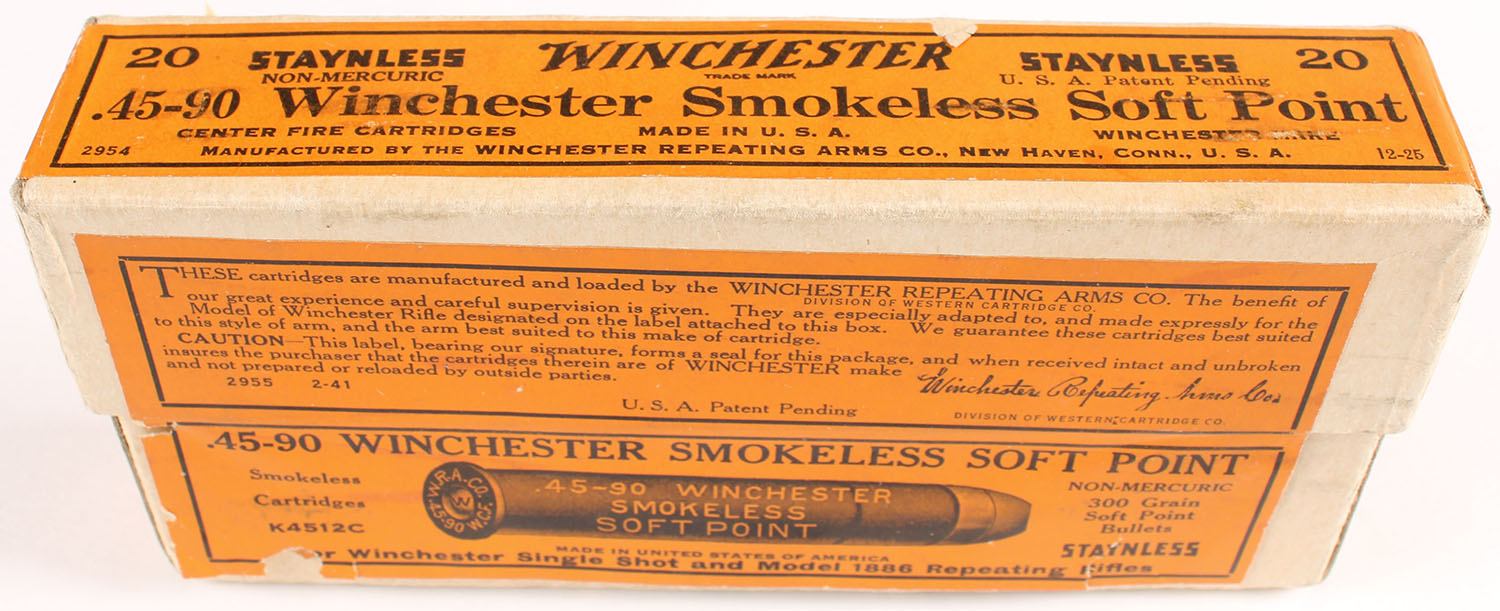 20 STAYNLESS WINCHESTER STAYNLESS 20
NON-MERCURIC TRADE MARK U. S. A. Patent Pending
.45-90 Winchester Smokeless Soft Point
CENTER FIRE CARTRIDGES MADE IN U. S. A. WINCHESTER MAKE
2954 MANUFACTURED BY THE WINCHESTER REPEATING ARMS CO., NEW HAVEN, CONN., U. S. A. 12-25
THESE cartridges are manufactured and loaded by the WINCHESTER REPEATING ARMS CO. The benefit of
DIVISION OF WESTERN CARTRIDGE CO.
our great experience and careful supervision is given. They are especially adapted to, and made expressly for the
Model of Winchester Rifle designated on the label attached to this box. We guarantee these cartridges best suited
to this style of arm, and the arm best suited to this make of cartridge.
CAUTION—This label, bearing our signature, forms a seal for this package, and when received intact and unbroken
insures the purchaser that the cartridges therein are of WINCHESTER make
and not prepared or reloaded by outside parties.
2955 2-41
Winchester Repeating Arms Co.
U. S. A. Patent Pending
DIVISION OF WESTERN CARTRIDGE CO.
.45-90 WINCHESTER SMOKELESS SOFT POINT
Smokeless
Cartridges
K4512C
W.R.A.CO.
W
45-90 W.C.F.
.45-90 WINCHESTER
SMOKELESS
SOFT POINT
NON-MERCURIC
300 Grain
Soft Point
Bullets
STAYNLESS
MADE IN UNITED STATES OF AMERICA
Winchester Single Shot and Model 1886 Repeating Rifles